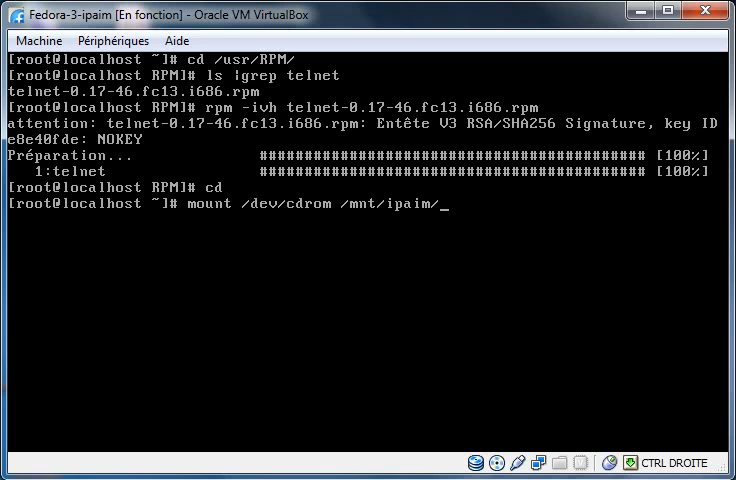 Fedora-3-ipaim [En fonction] - Oracle VM VirtualBox
Machine Périphériques Aide
[root@localhost ~]# cd /usr/RPM/
[root@localhost RPM]# ls |grep telnet
telnet-0.17-46.fc13.i686.rpm
[root@localhost RPM]# rpm -ivh telnet-0.17-46.fc13.i686.rpm
attention: telnet-0.17-46.fc13.i686.rpm: Entête V3 RSA/SHA256 Signature, key ID
e8e40fde: NOKEY
Préparation... ########################################### [100%]
1:telnet ########################################### [100%]
[root@localhost RPM]# cd
[root@localhost ~]# mount /dev/cdrom /mnt/ipaim/_
CTRL DROITE